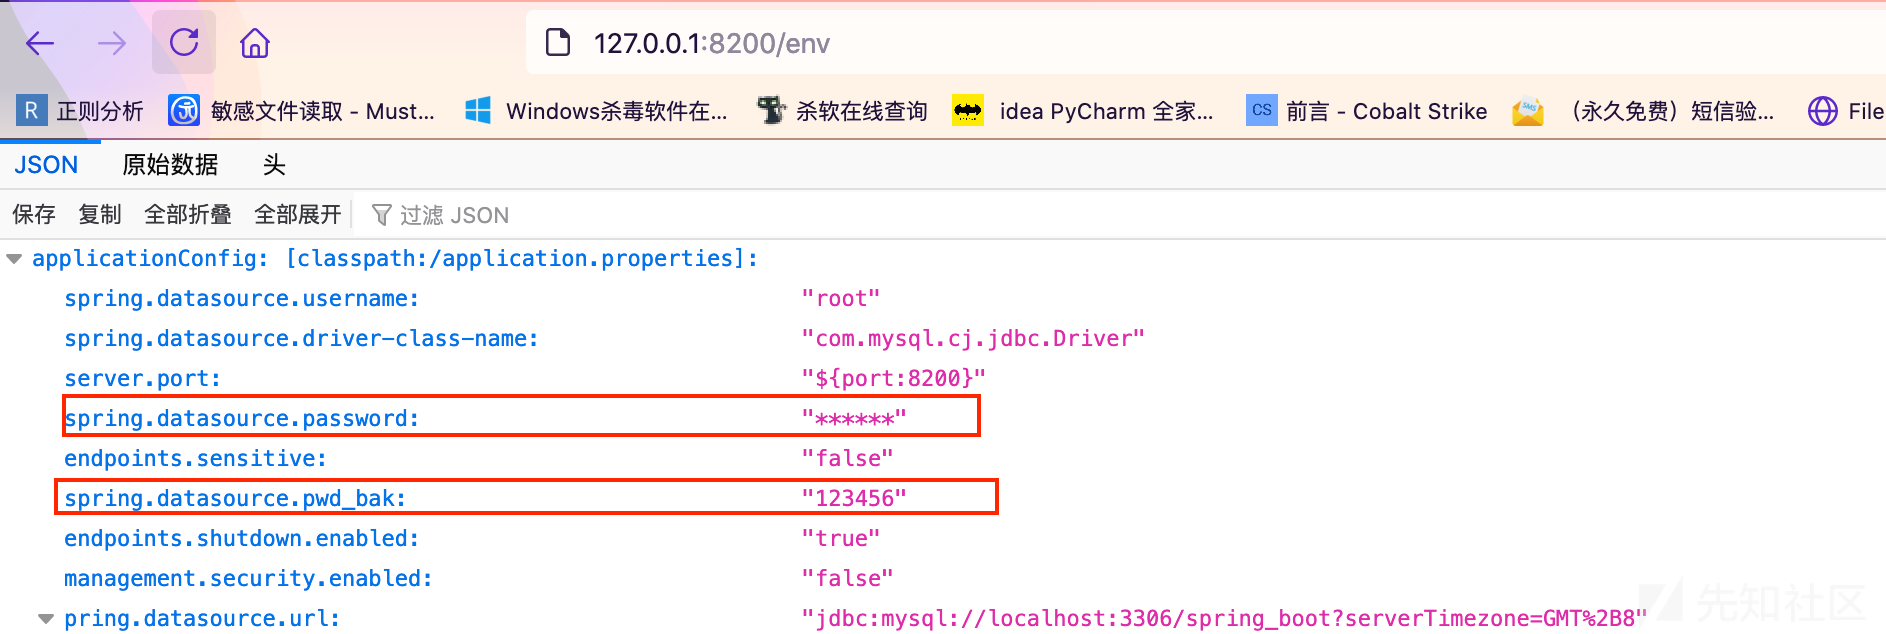 127.0.0.1:8200/env
R 正则分析 敏感文件读取 - Must... Windows杀毒软件在... 杀软在线查询 idea PyCharm 全家... CS 前言 - Cobalt Strike SMS （永久免费）短信验... File
JSON 原始数据 头
保存 复制 全部折叠 全部展开 过滤 JSON
applicationConfig: [classpath:/application.properties]:
spring.datasource.username: "root"
spring.datasource.driver-class-name: "com.mysql.cj.jdbc.Driver"
server.port: "${port:8200}"
spring.datasource.password: "******"
endpoints.sensitive: "false"
spring.datasource.pwd_bak: "123456"
endpoints.shutdown.enabled: "true"
management.security.enabled: "false"
pring.datasource.url: "jdbc:mysql://localhost:3306/spring_boot?serverTimezone=GMT%2B8"
先知社区